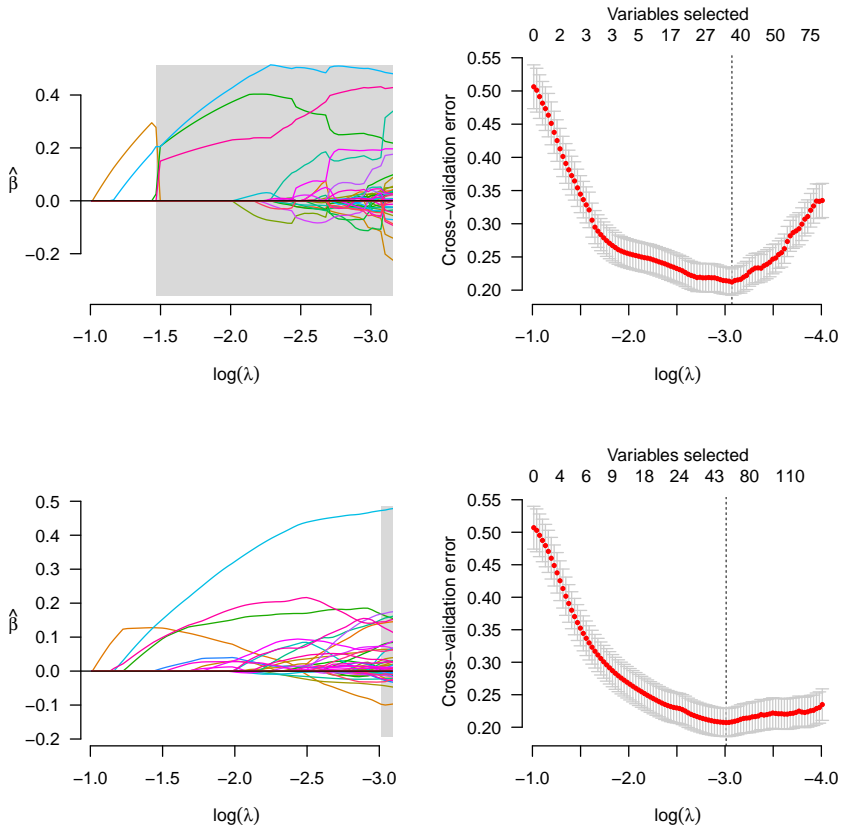 0.4
0.2
0.0
−0.2
β̂
−1.0 −1.5 −2.0 −2.5 −3.0
log(λ)
Variables selected
0 2 3 3 5 17 27 40 50 75
0.55
0.50
0.45
0.40
0.35
0.30
0.25
0.20
Cross−validation error
−1.0 −2.0 −3.0 −4.0
log(λ)
0.5
0.4
0.3
0.2
0.1
0.0
−0.1
−0.2
β̂
−1.0 −1.5 −2.0 −2.5 −3.0
log(λ)
Variables selected
0 4 6 9 18 24 43 80 110
0.55
0.50
0.45
0.40
0.35
0.30
0.25
0.20
Cross−validation error
−1.0 −2.0 −3.0 −4.0
log(λ)